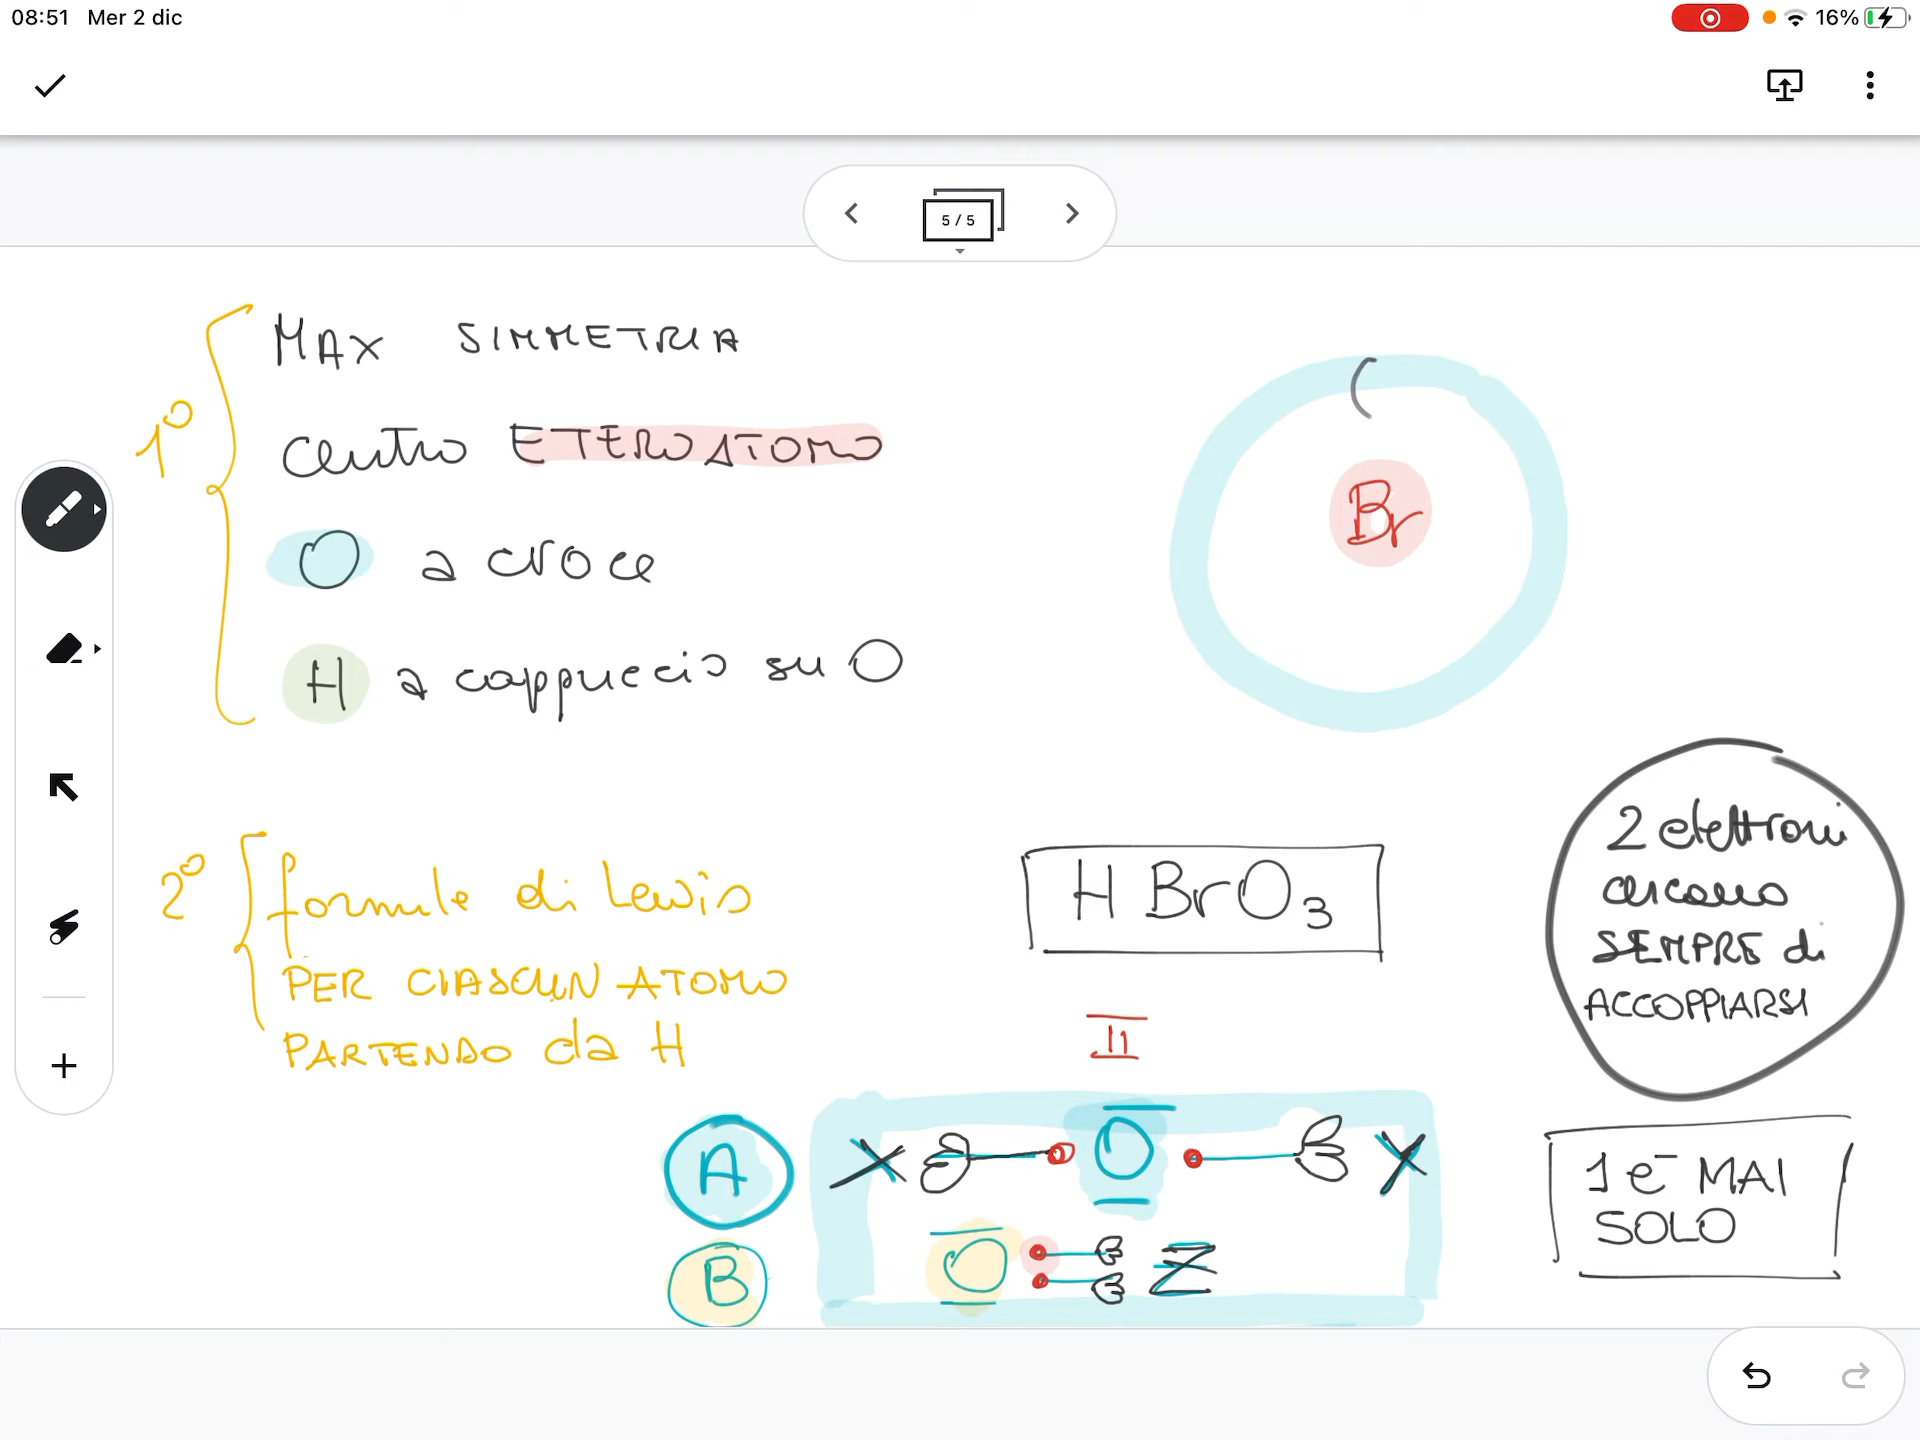 08:51 Mer 2 dic
16%
5 / 5
1°
MAX SIMMETRIA
centro ETEROATOMO
O a croce
H a cappuccio su O
Br
2°
formule di Lewis
PER CIASCUN ATOMO
PARTENDO da H
H BrO3
II
2 elettroni
cercano
SEMPRE di
ACCOPPIARSI
A
X O Y
B
O Z
1 e- MAI
SOLO